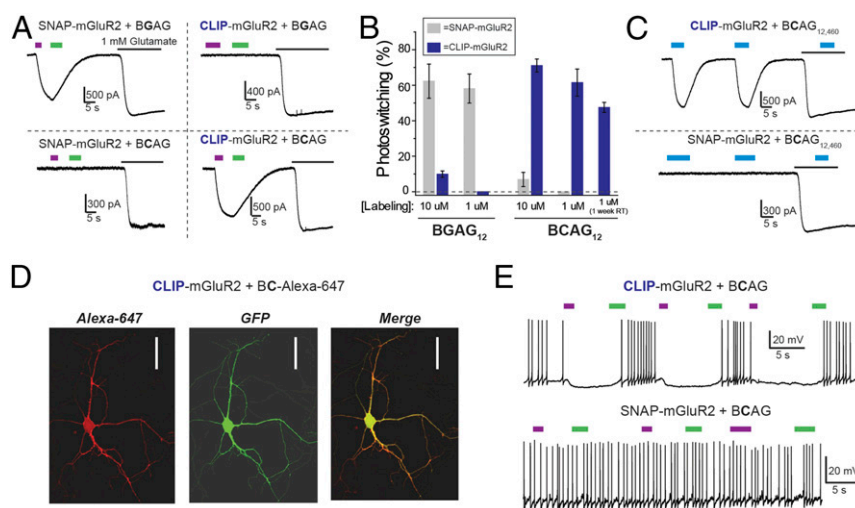 A
SNAP-mGluR2 + BGAG
1 mM Glutamate
500 pA
5 s
CLIP-mGluR2 + BGAG
400 pA
5 s
SNAP-mGluR2 + BCAG
300 pA
5 s
CLIP-mGluR2 + BCAG
500 pA
5 s
B
=SNAP-mGluR2
=CLIP-mGluR2
Photoswitching (%)
80
60
40
20
0
[Labeling]: 10 uM 1 uM 10 uM 1 uM 1 uM
(1 week RT)
BGAG12 BCAG12
C
CLIP-mGluR2 + BCAG12,460
500 pA
5 s
SNAP-mGluR2 + BCAG12,460
300 pA
5 s
D
CLIP-mGluR2 + BC-Alexa-647
Alexa-647 GFP Merge
E
CLIP-mGluR2 + BCAG
20 mV
5 s
SNAP-mGluR2 + BCAG
20 mV
5 s